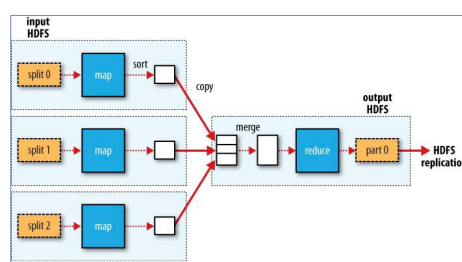 input
HDFS
split 0
map
sort
copy
split 1
map
merge
output
HDFS
reduce
part 0
HDFS
replicatio
split 2
map